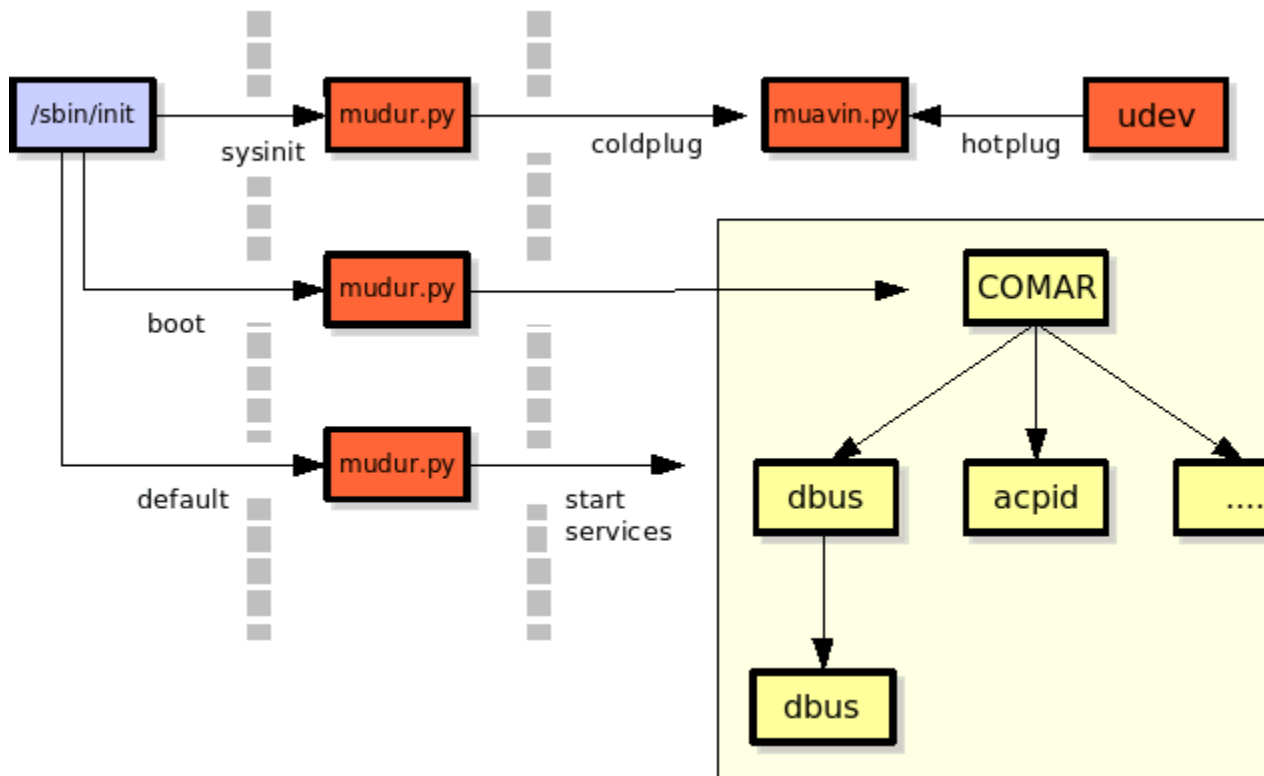 /sbin/init
mudur.py
muavin.py
udev
sysinit
coldplug
hotplug
mudur.py
COMAR
boot
mudur.py
dbus
acpid
....
default
start
services
dbus